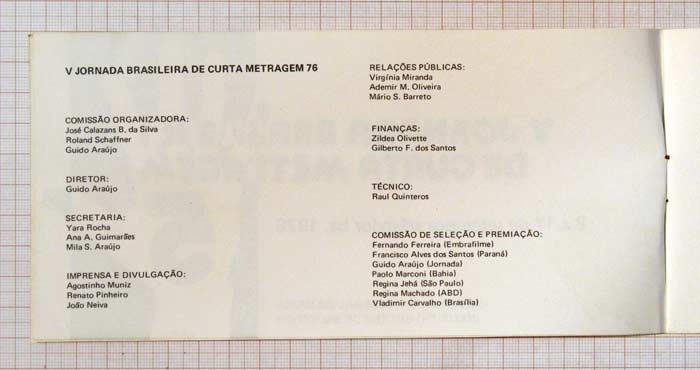 V JORNADA BRASILEIRA DE CURTA METRAGEM 76
COMISSÃO ORGANIZADORA:
José Calazans B. da Silva
Roland Schaffner
Guido Araújo
DIRETOR:
Guido Araújo
SECRETARIA:
Yara Rocha
Ana A. Guimarães
Mila S. Araújo
IMPRENSA E DIVULGAÇÃO:
Agostinho Muniz
Renato Pinheiro
João Neiva
RELAÇÕES PÚBLICAS:
Virgínia Miranda
Ademir M. Oliveira
Mário S. Barreto
FINANÇAS:
Zildea Olivette
Gilberto F. dos Santos
TÉCNICO:
Raul Quinteros
COMISSÃO DE SELEÇÃO E PREMIAÇÃO:
Fernando Ferreira (Embrafilme)
Francisco Alves dos Santos (Paraná)
Guido Araújo (Jornada)
Paolo Marconi (Bahia)
Regina Jehá (São Paulo)
Regina Machado (ABD)
Vladimir Carvalho (Brasília)